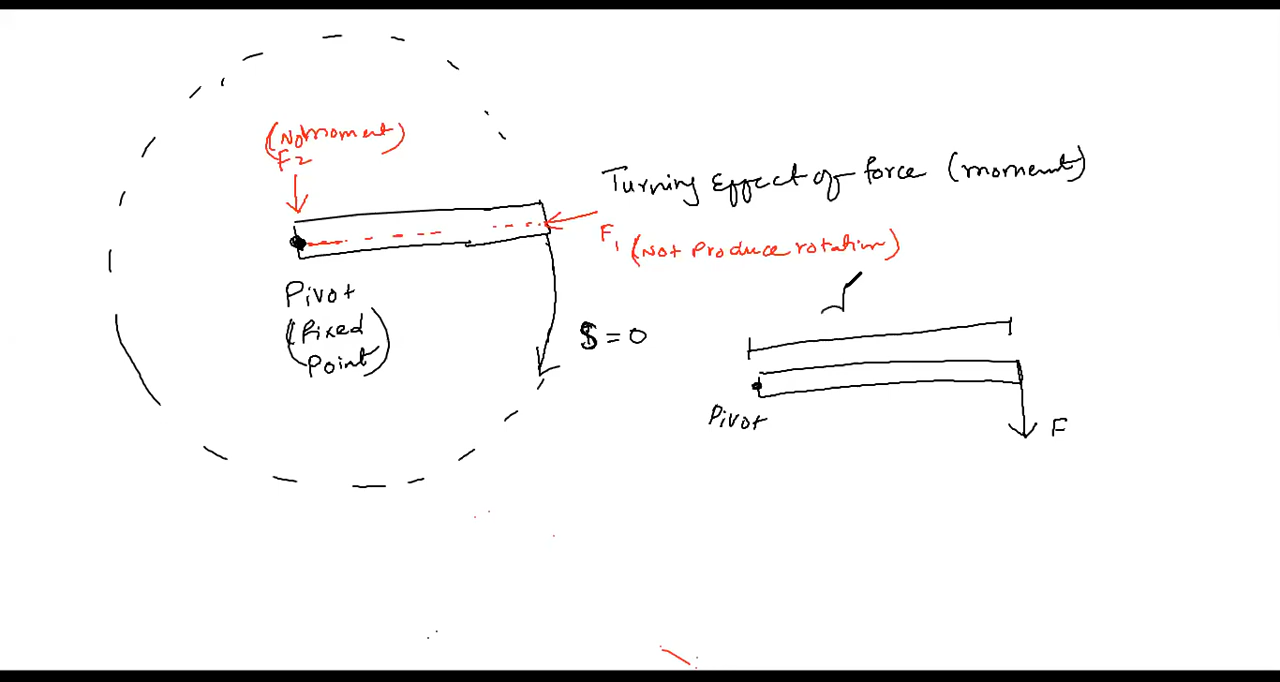 (No Moment)
F2
Turning Effect of force (moment)
F1 (Not Produce rotation)
Pivot
(Fixed
Point)
S = 0
d
Pivot
F